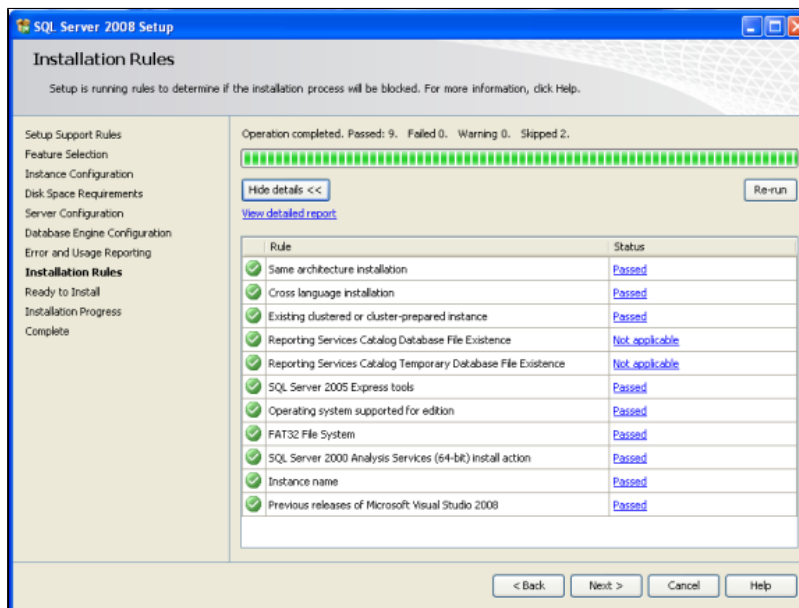 SQL Server 2008 Setup
Installation Rules
Setup is running rules to determine if the installation process will be blocked. For more information, click Help.
Setup Support Rules
Feature Selection
Instance Configuration
Disk Space Requirements
Server Configuration
Database Engine Configuration
Error and Usage Reporting
Installation Rules
Ready to Install
Installation Progress
Complete
Operation completed. Passed: 9. Failed 0. Warning 0. Skipped 2.
Hide details << Re-run
View detailed report
Rule Status
Same architecture installation Passed
Cross language installation Passed
Existing clustered or cluster-prepared instance Passed
Reporting Services Catalog Database File Existence Not applicable
Reporting Services Catalog Temporary Database File Existence Not applicable
SQL Server 2005 Express tools Passed
Operating system supported for edition Passed
FAT32 File System Passed
SQL Server 2000 Analysis Services (64-bit) install action Passed
Instance name Passed
Previous releases of Microsoft Visual Studio 2008 Passed
< Back Next > Cancel Help